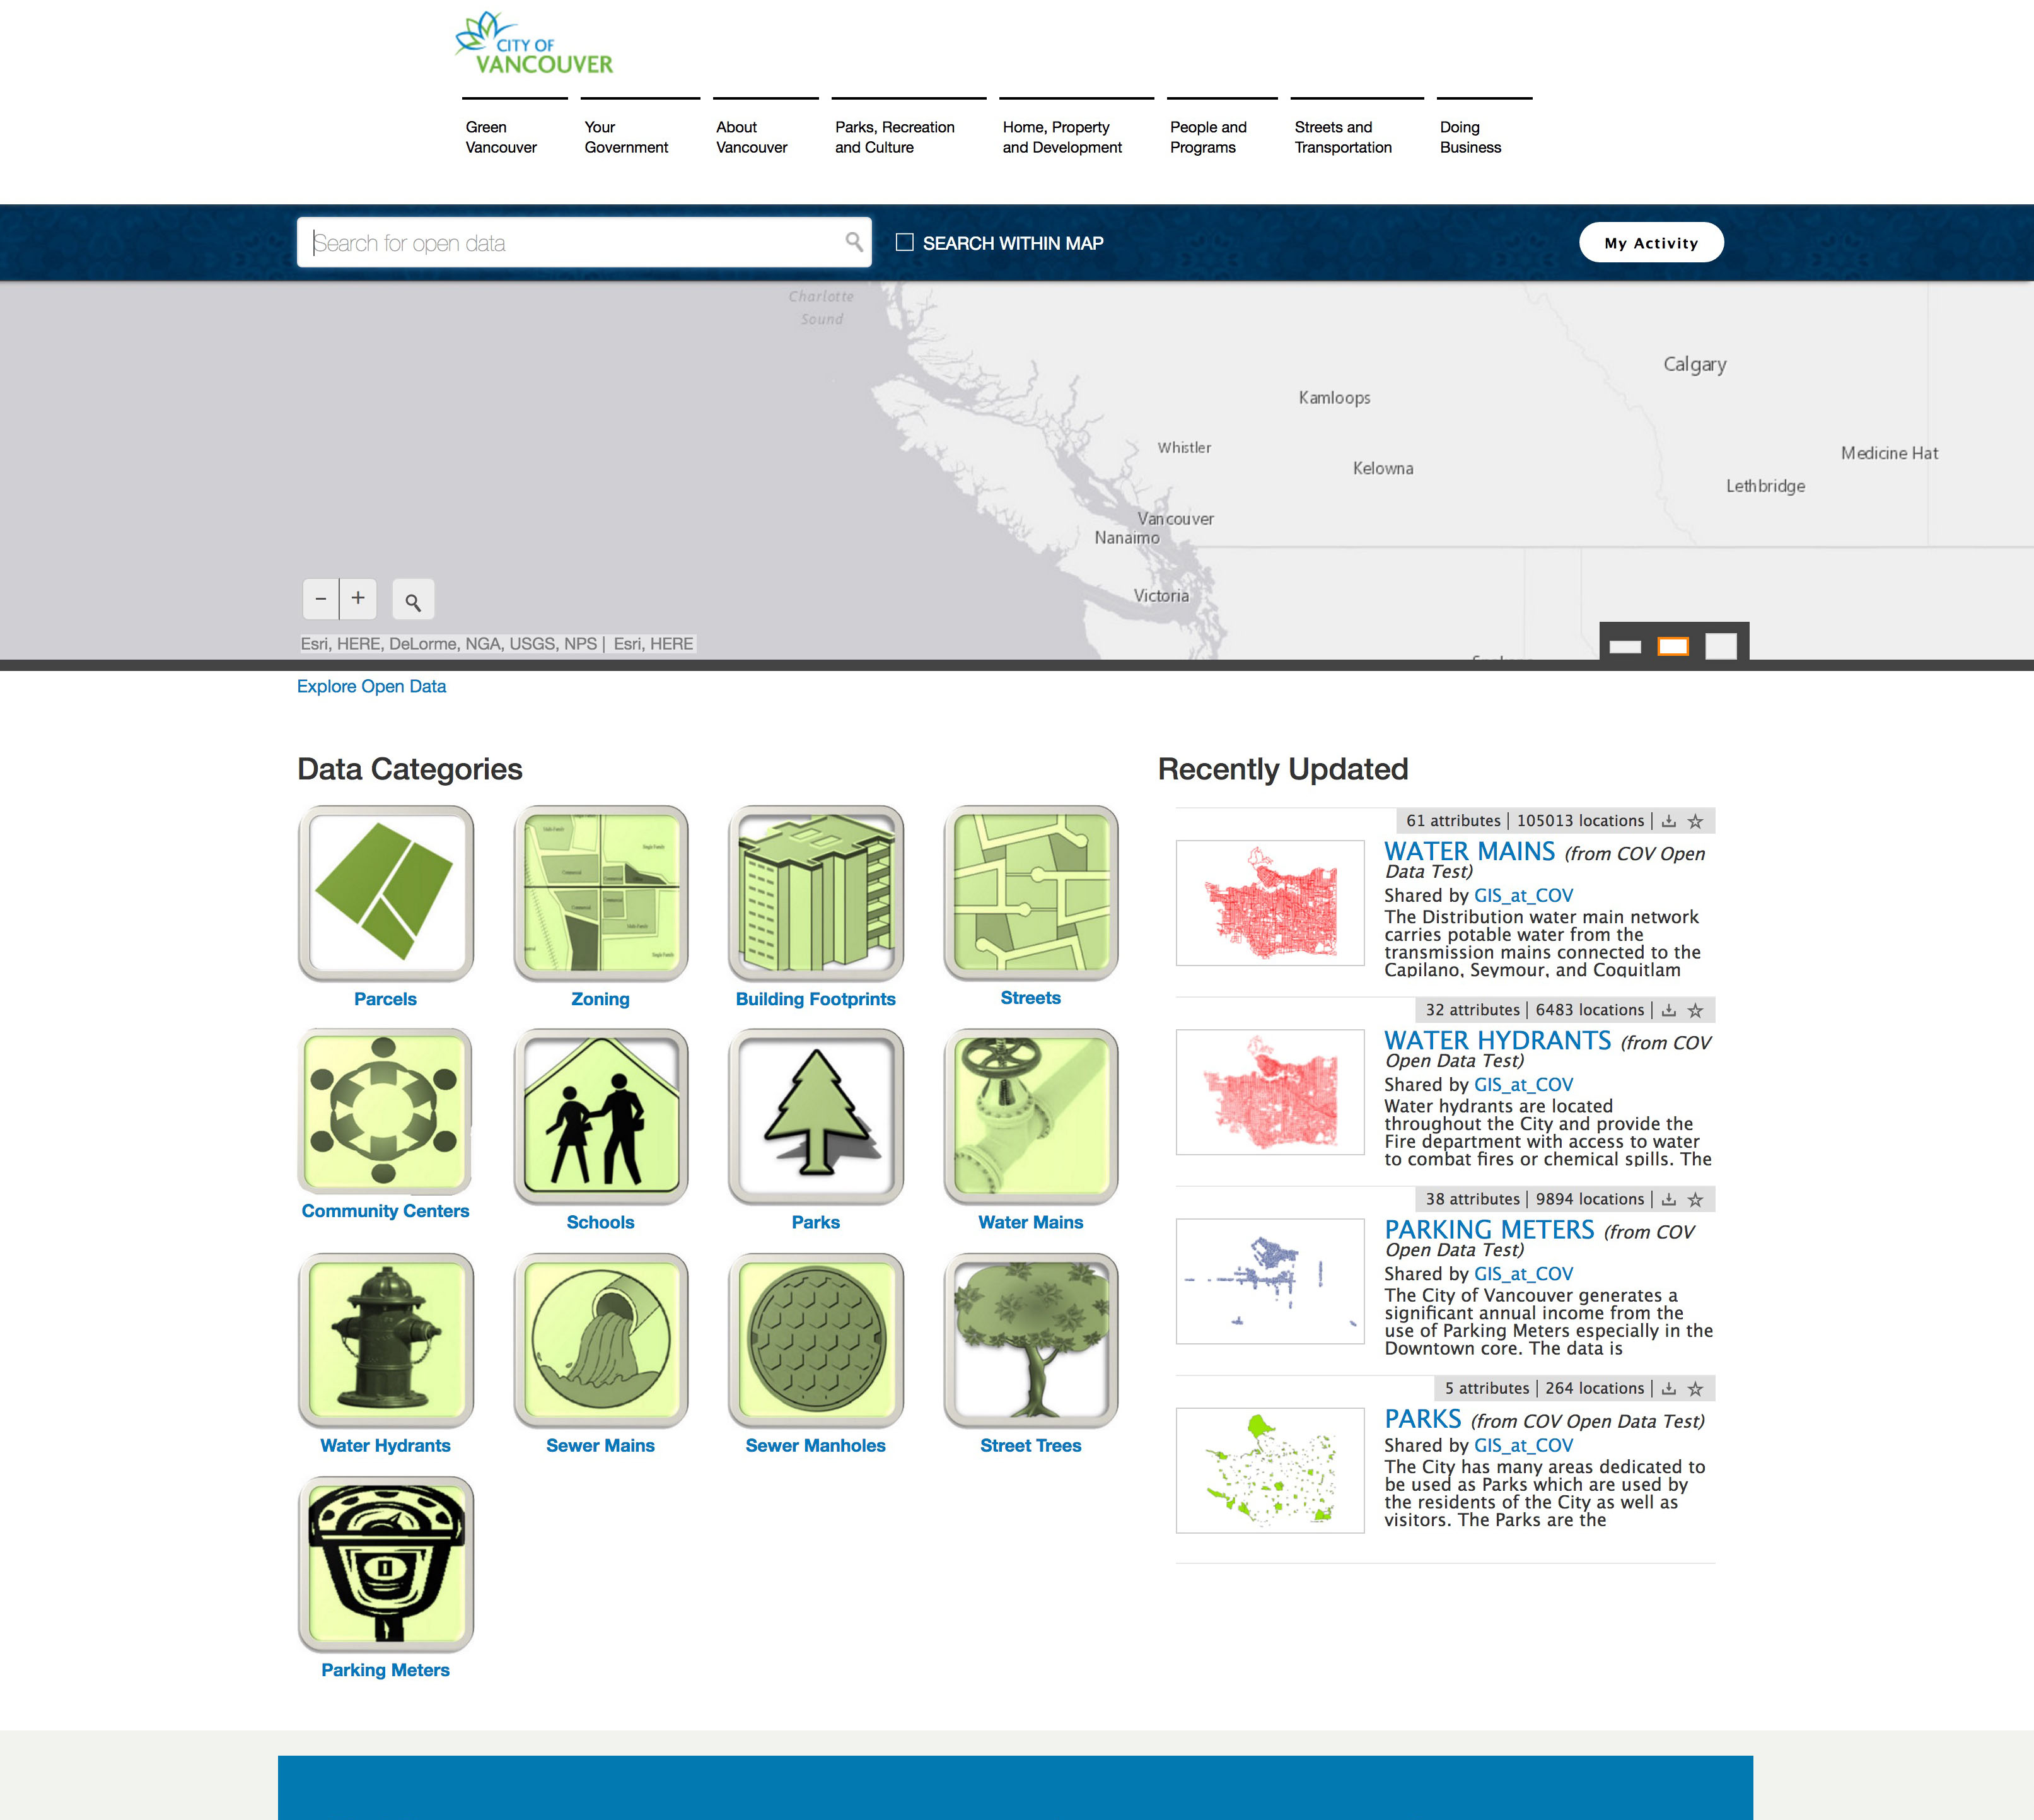 CITY OF
VANCOUVER
Green
Vancouver
Your
Government
About
Vancouver
Parks, Recreation
and Culture
Home, Property
and Development
People and
Programs
Streets and
Transportation
Doing
Business
Search for open data
SEARCH WITHIN MAP
My Activity
Charlotte
Sound
Calgary
Kamloops
Whistler
Medicine Hat
Kelowna
Lethbridge
Vancouver
Nanaimo
Victoria
− +
Esri, HERE, DeLorme, NGA, USGS, NPS | Esri, HERE
Explore Open Data
Data Categories
Parcels
Zoning
Building Footprints
Streets
Community Centers
Schools
Parks
Water Mains
Water Hydrants
Sewer Mains
Sewer Manholes
Street Trees
Parking Meters
Recently Updated
61 attributes | 105013 locations |
WATER MAINS (from COV Open
Data Test)
Shared by GIS_at_COV
The Distribution water main network
carries potable water from the
transmission mains connected to the
Capilano, Seymour, and Coquitlam
32 attributes | 6483 locations |
WATER HYDRANTS (from COV
Open Data Test)
Shared by GIS_at_COV
Water hydrants are located
throughout the City and provide the
Fire department with access to water
to combat fires or chemical spills. The
38 attributes | 9894 locations |
PARKING METERS (from COV
Open Data Test)
Shared by GIS_at_COV
The City of Vancouver generates a
significant annual income from the
use of Parking Meters especially in the
Downtown core. The data is
5 attributes | 264 locations |
PARKS (from COV Open Data Test)
Shared by GIS_at_COV
The City has many areas dedicated to
be used as Parks which are used by
the residents of the City as well as
visitors. The Parks are the